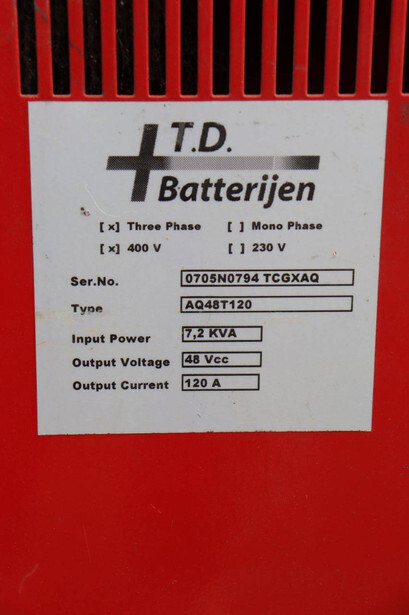 T.D.
Batterijen
[x] Three Phase [ ] Mono Phase
[x] 400 V [ ] 230 V
Ser.No. 0705N0794 TCGXAQ
Type AQ48T120
Input Power 7,2 KVA
Output Voltage 48 Vcc
Output Current 120 A